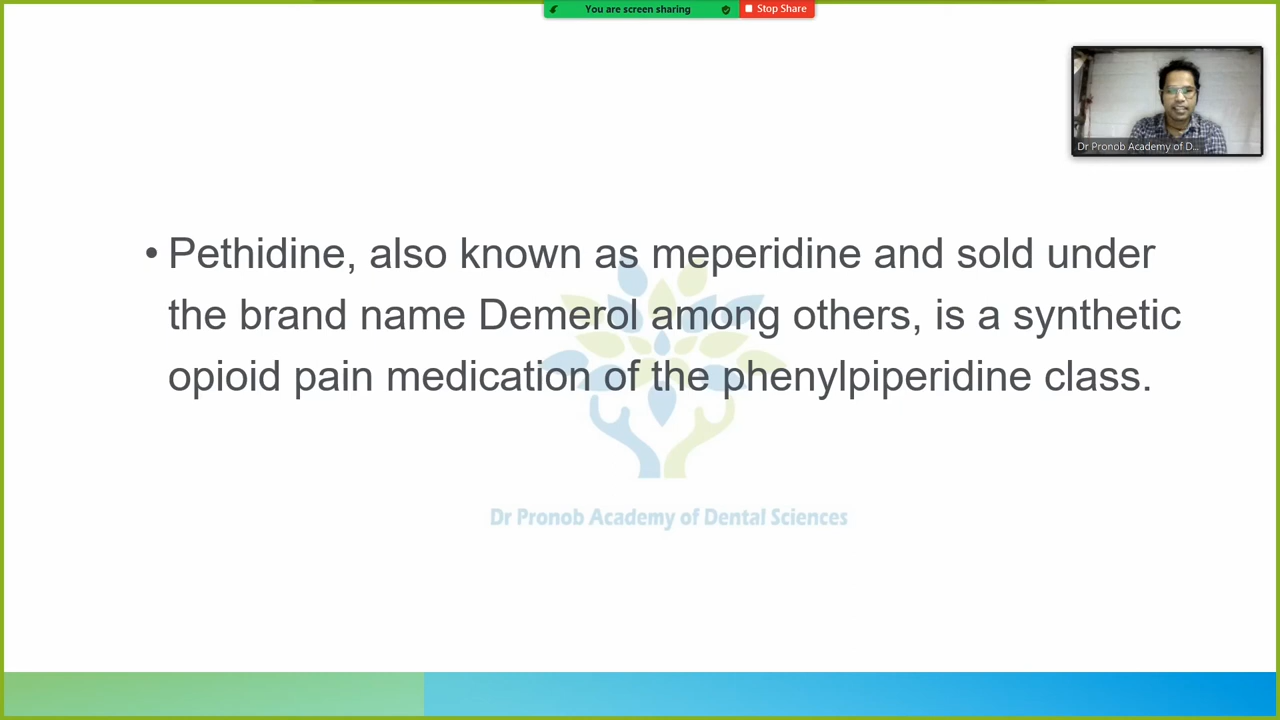 You are screen sharing
Stop Share
Dr Pronob Academy of D...
• Pethidine, also known as meperidine and sold under
the brand name Demerol among others, is a synthetic
opioid pain medication of the phenylpiperidine class.
Dr Pronob Academy of Dental Sciences